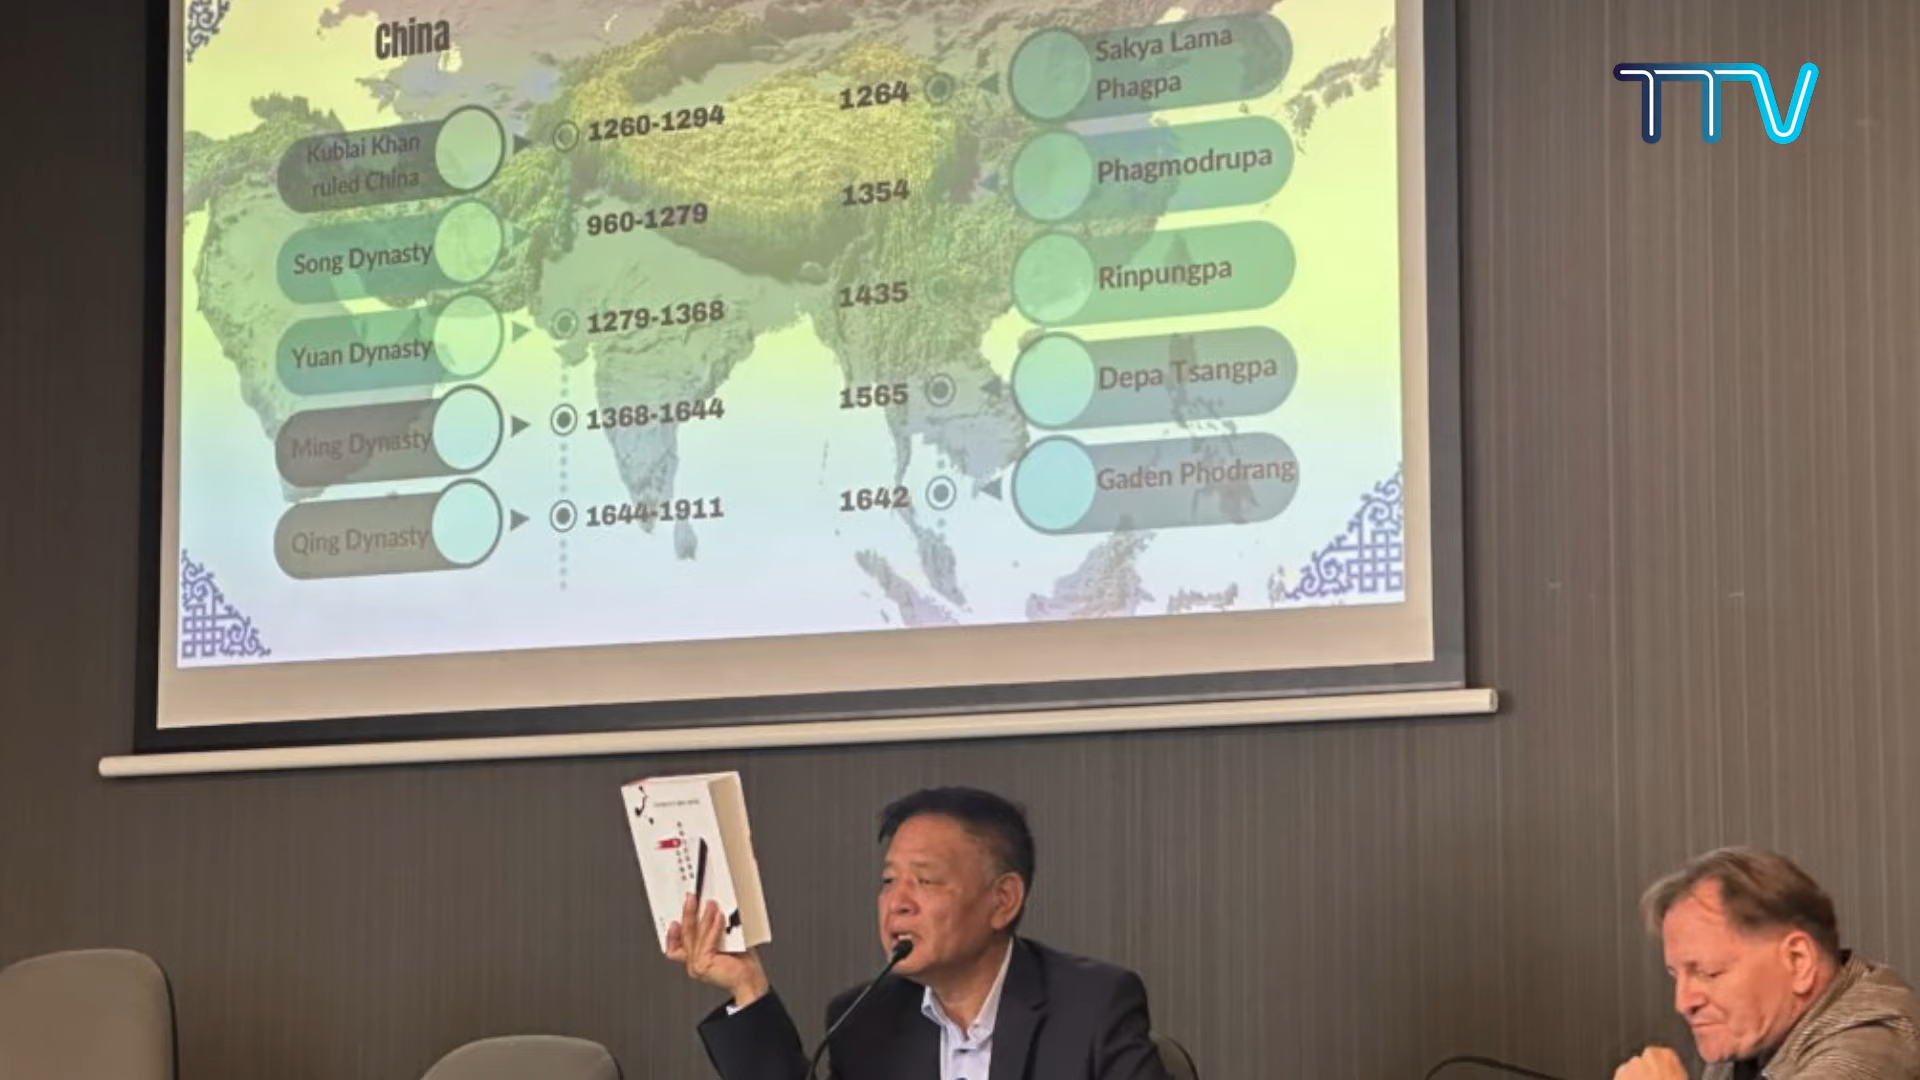 China
Kublai Khan
ruled China
1260-1294
Song Dynasty
960-1279
Yuan Dynasty
1279-1368
Ming Dynasty
1368-1644
Qing Dynasty
1644-1911
1264
Sakya Lama
Phagpa
1354
Phagmodrupa
1435
Rinpungpa
1565
Depa Tsangpa
1642
Gaden Phodrang
TTV